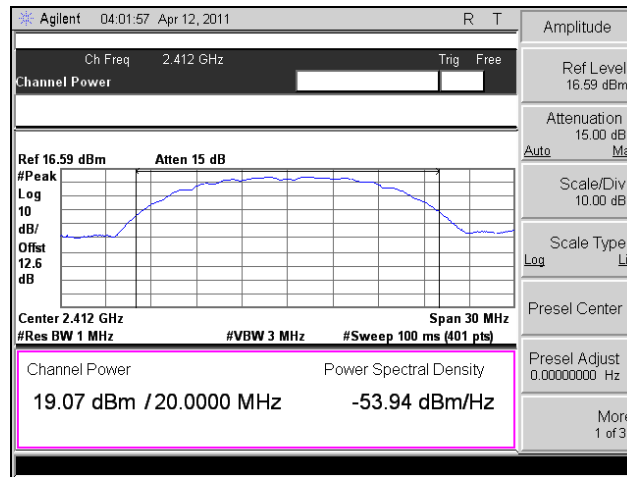 Agilent 04:01:57 Apr 12, 2011 R T
Ch Freq 2.412 GHz Trig Free
Channel Power
Ref 16.59 dBm Atten 15 dB
#Peak
Log
10
dB/
Offst
12.6
dB
Center 2.412 GHz Span 30 MHz
#Res BW 1 MHz #VBW 3 MHz #Sweep 100 ms (401 pts)
Channel Power Power Spectral Density
19.07 dBm / 20.0000 MHz -53.94 dBm/Hz
Amplitude
Ref Level
16.59 dBm
Attenuation
15.00 dB
Auto Ma
Scale/Div
10.00 dB
Scale Type
Log Li
Presel Center
Presel Adjust
0.00000000 Hz
More
1 of 3